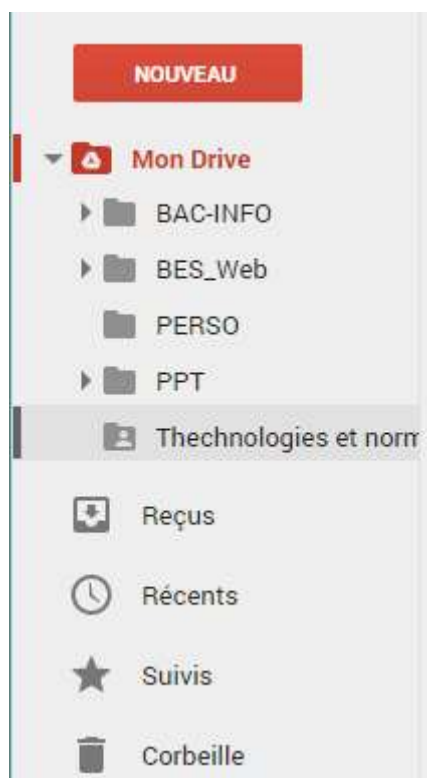 NOUVEAU
Mon Drive
BAC-INFO
BES_Web
PERSO
PPT
Thechnologies et norm
Reçus
Récents
Suivis
Corbeille